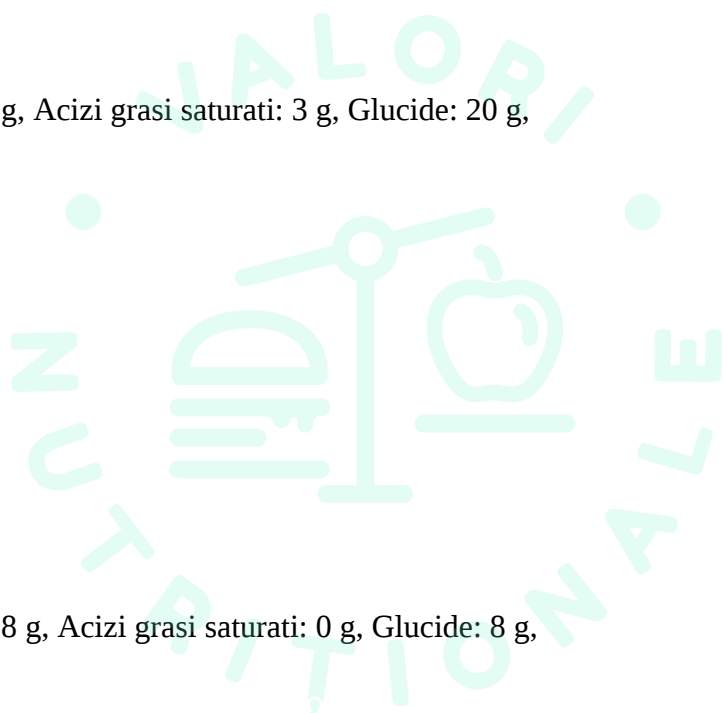 VALORI
g, Acizi grasi saturati: 3 g, Glucide: 20 g,
NUTRITIONALE
8 g, Acizi grasi saturati: 0 g, Glucide: 8 g,